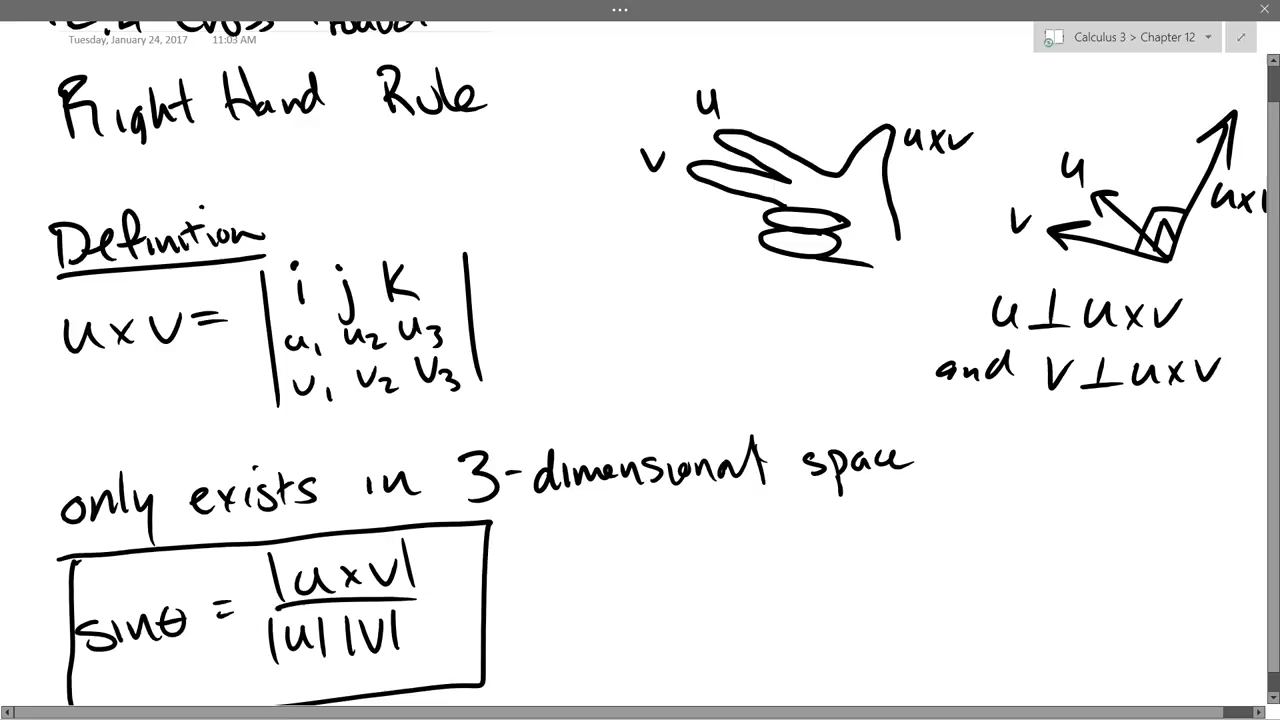 Tuesday, January 24, 2017 11:03 AM
Calculus 3 > Chapter 12
Right Hand Rule
u
v
u x v
u
v
Definition
u x v =
i j k
u1 u2 u3
v1 v2 v3
u ⊥ u x v
and v ⊥ u x v
only exists in 3-dimensional space
sinθ = |u x v|
|u| |v|